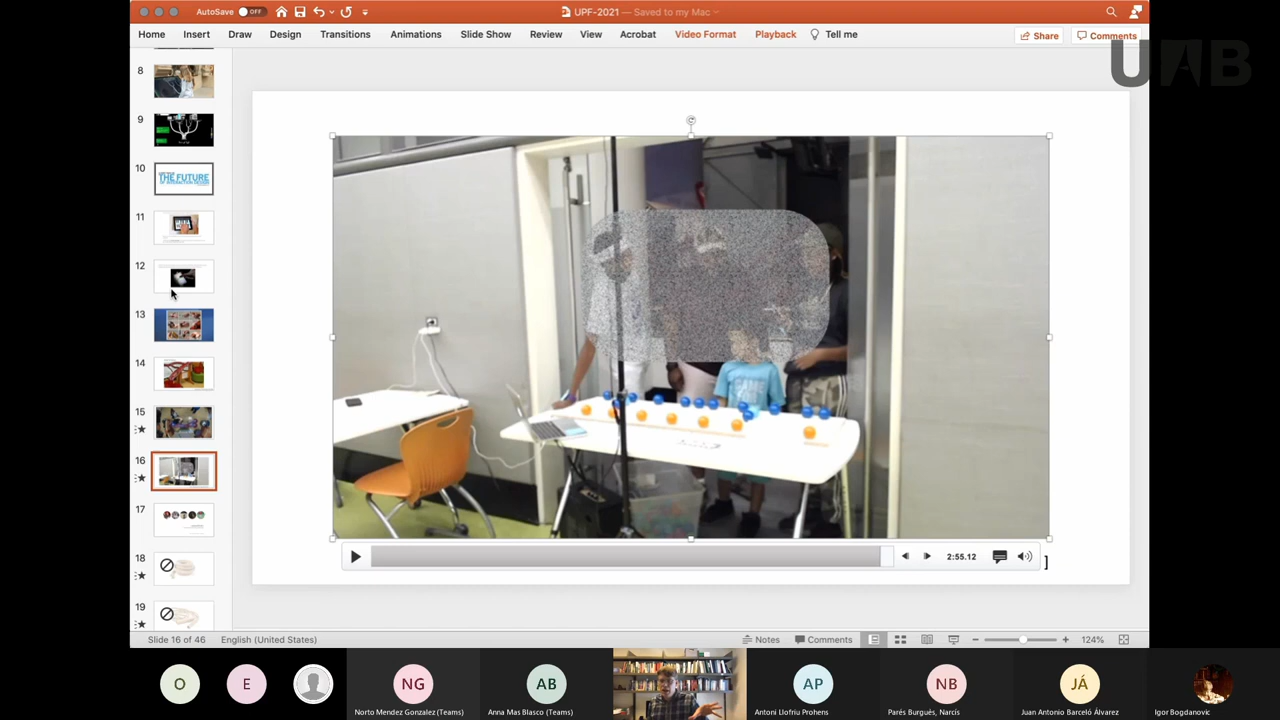 AutoSave OFF
UPF-2021 — Saved to my Mac
Home Insert Draw Design Transitions Animations Slide Show Review View Acrobat Video Format Playback Tell me
Share Comments
UAB
8
9
10
THE FUTURE
11
12
13
14
15
16
17
18
19
GAME
2:55.12
]
Slide 16 of 46 English (United States) Notes Comments 124%
O E NG AB AP NB JÁ
Norto Mendez Gonzalez (Teams) Anna Mas Blasco (Teams) Antoni Llofriu Prohens Parés Burgués, Narcís Juan Antonio Barceló Álvarez Igor Bogdanovic